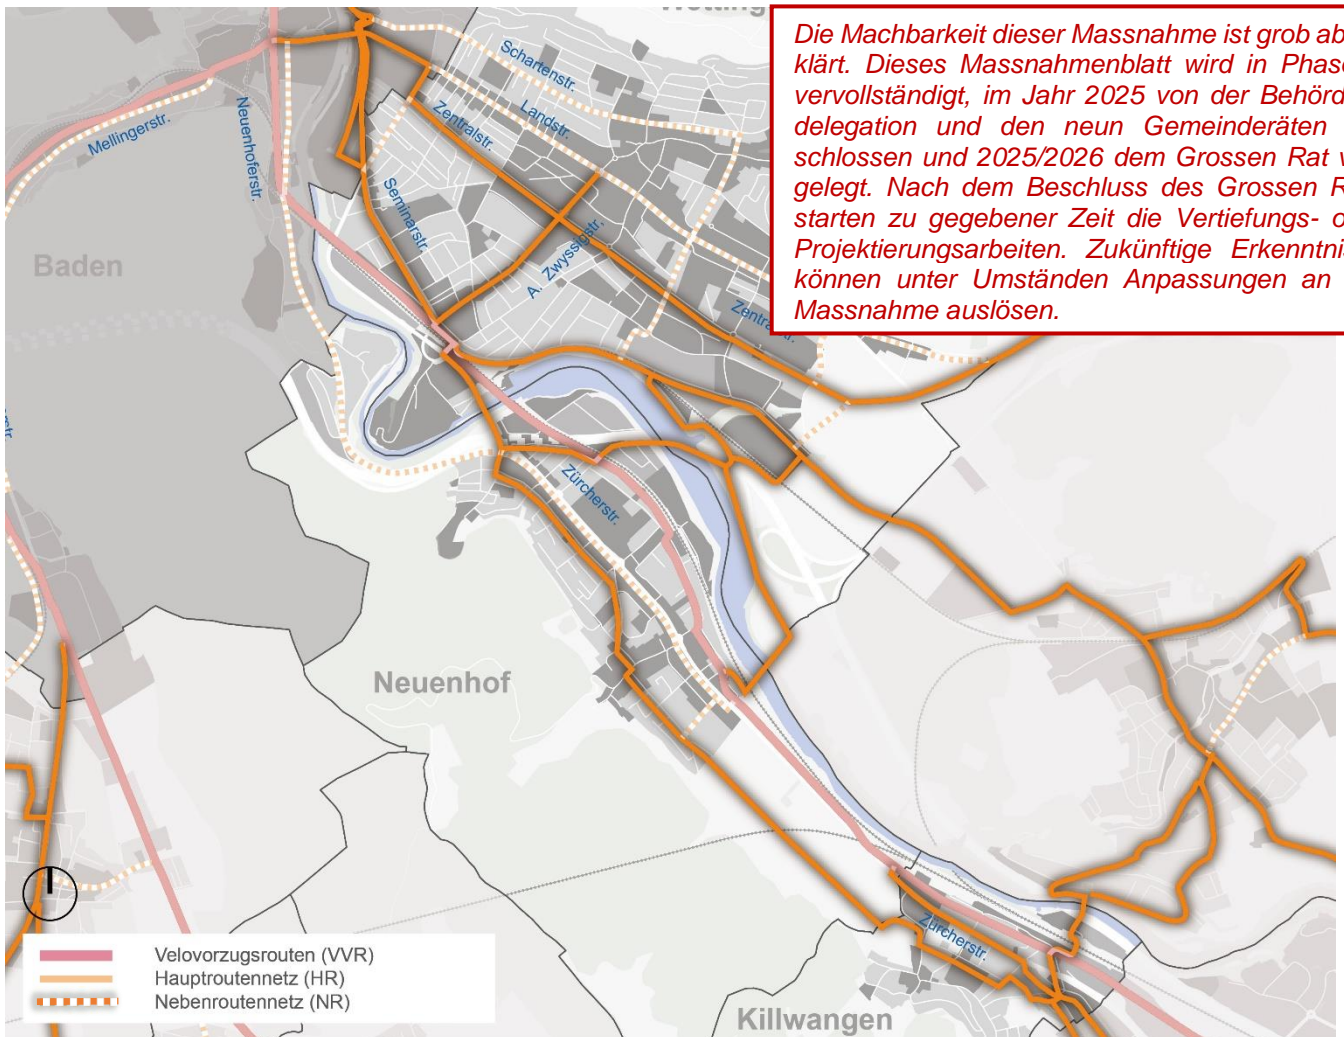 Wetting
Die Machbarkeit dieser Massnahme ist grob ab
klärt. Dieses Massnahmenblatt wird in Phase
vervollständigt, im Jahr 2025 von der Behörd
delegation und den neun Gemeinderäten
schlossen und 2025/2026 dem Grossen Rat v
gelegt. Nach dem Beschluss des Grossen R
starten zu gegebener Zeit die Vertiefungs- o
Projektierungsarbeiten. Zukünftige Erkenntnis
können unter Umständen Anpassungen an
Massnahme auslösen.
Schartenstr.
Landstr.
Zentralstr.
Mellingerstr.
Neuenhoferstr.
Seminarstr.
A. Zwyssigstr.
Baden
Zentralstr.
Zürcherstr.
Neuenhof
Zürcherstr.
Killwangen
Velovorzugsrouten (VVR)
Hauptroutennetz (HR)
Nebenroutennetz (NR)